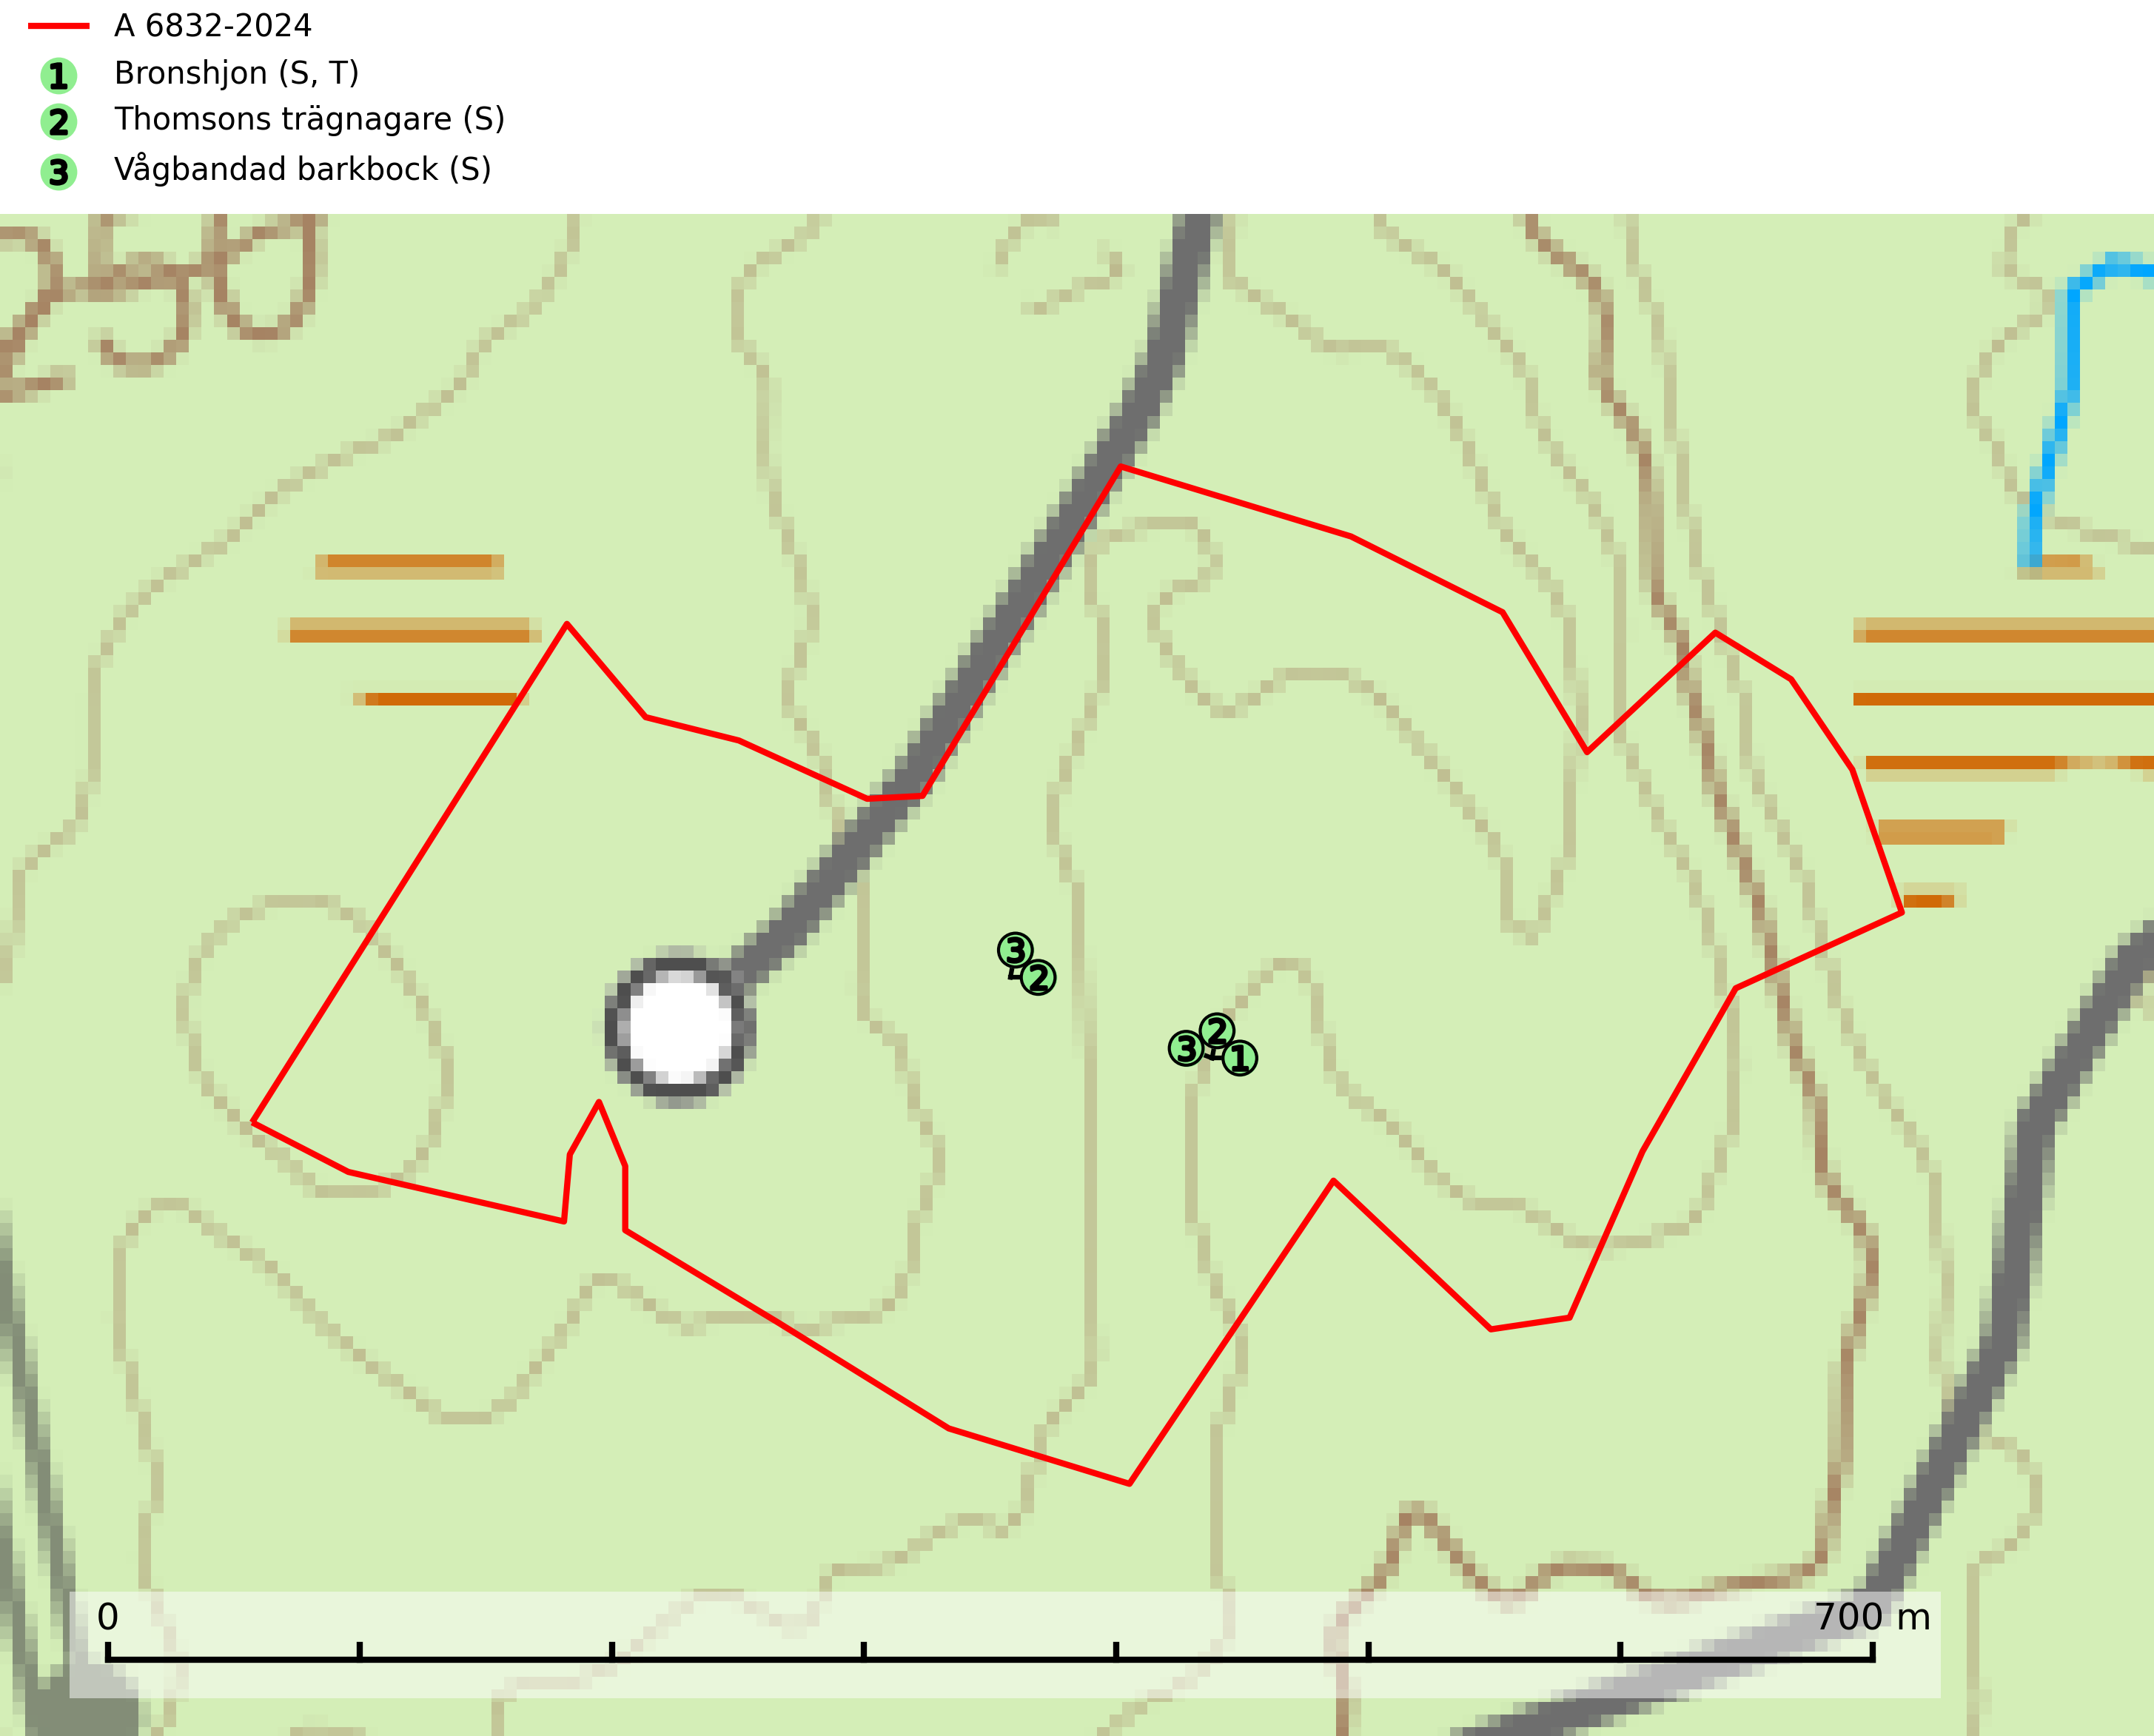 A 6832-2024
1 Bronshjon (S, T)
2 Thomsons trägnagare (S)
3 Vågbandad barkbock (S)
3
2
2
3
1
0 700 m